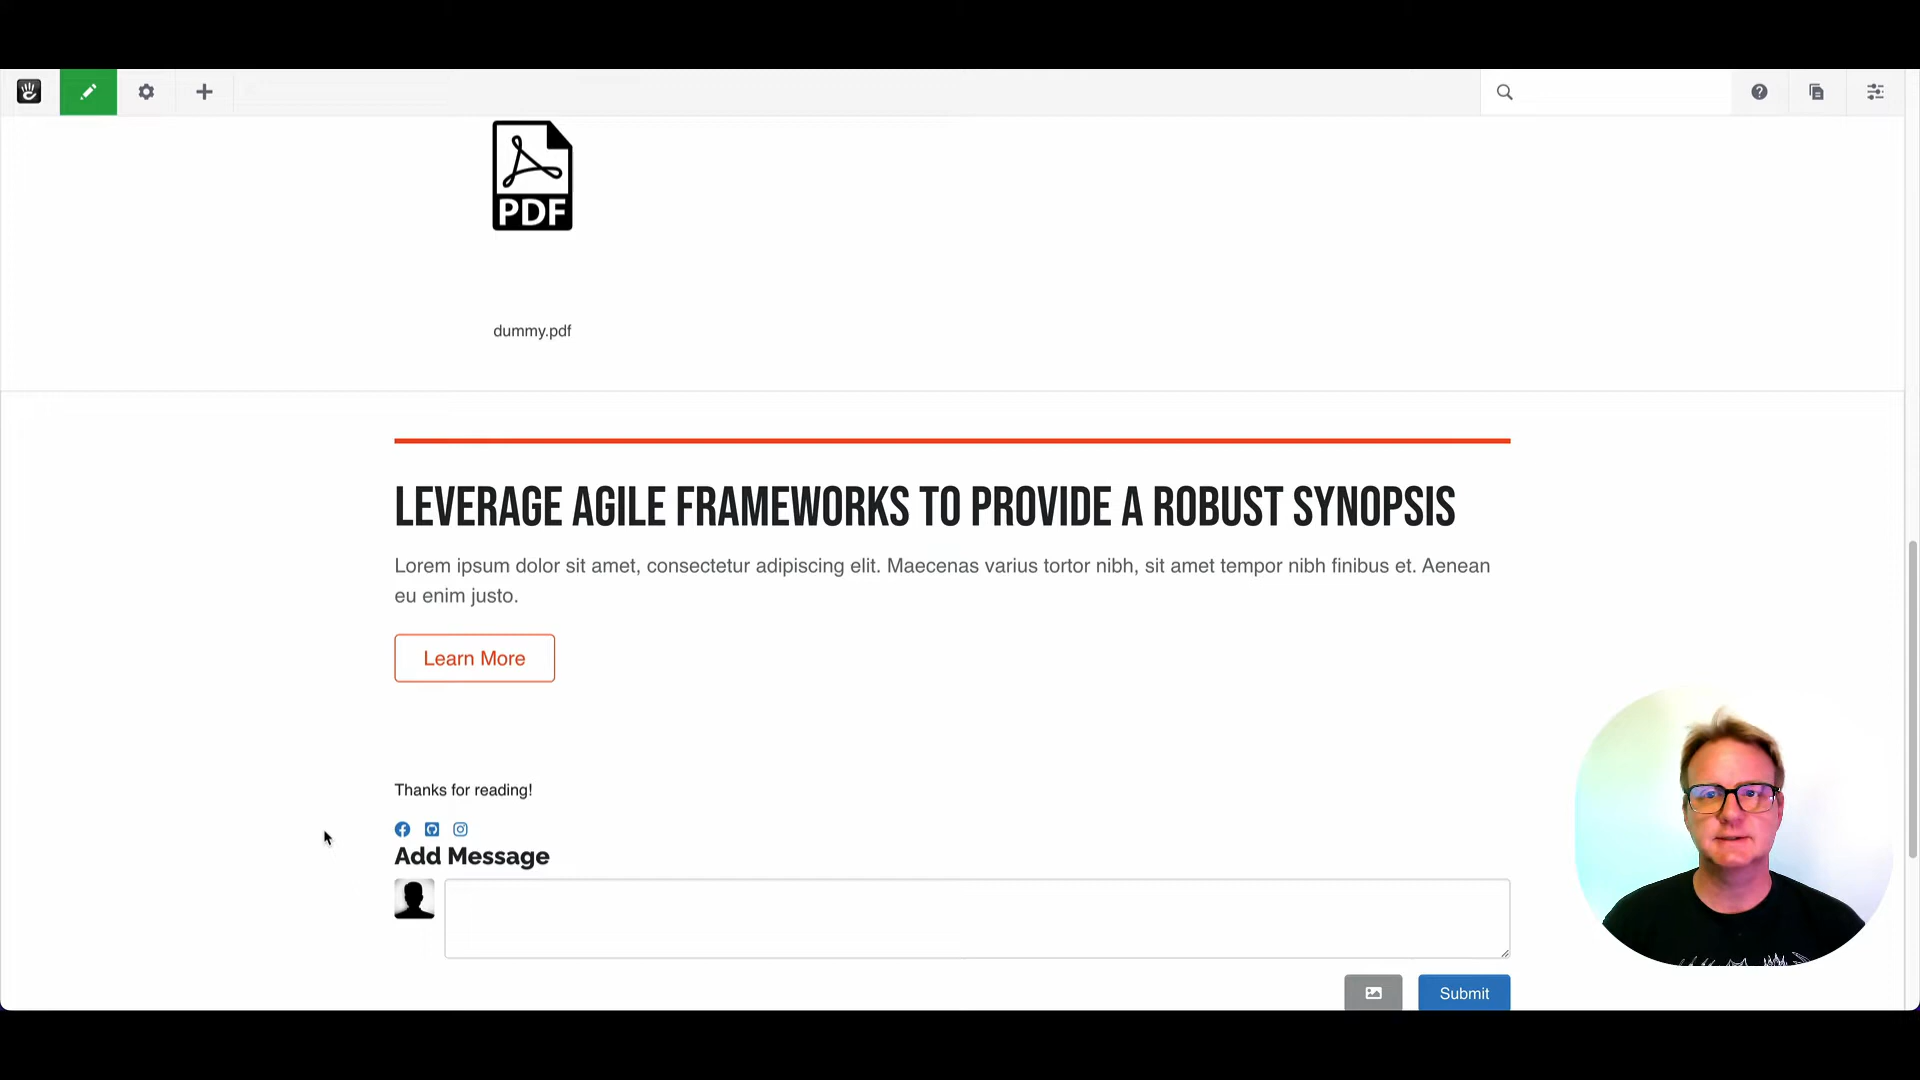 PDF
dummy.pdf
LEVERAGE AGILE FRAMEWORKS TO PROVIDE A ROBUST SYNOPSIS
Lorem ipsum dolor sit amet, consectetur adipiscing elit. Maecenas varius tortor nibh, sit amet tempor nibh finibus et. Aenean
eu enim justo.
Learn More
Thanks for reading!
Add Message
Submit